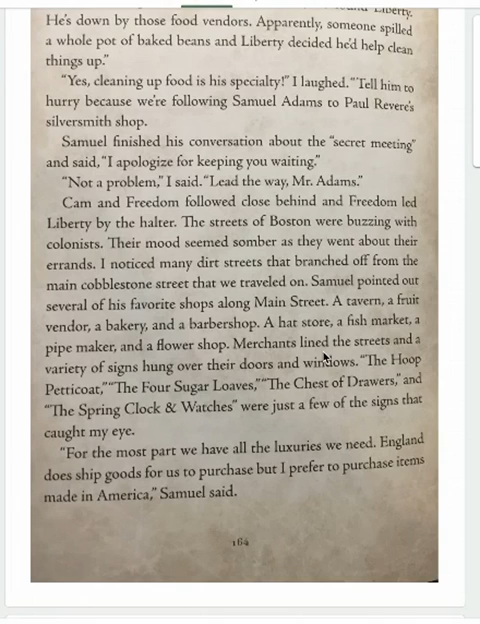 Liberty.
He's down by those food vendors. Apparently, someone spilled
a whole pot of baked beans and Liberty decided he'd help clean
things up."
"Yes, cleaning up food is his specialty!" I laughed. "Tell him to
hurry because we're following Samuel Adams to Paul Revere's
silversmith shop.
Samuel finished his conversation about the "secret meeting"
and said, "I apologize for keeping you waiting."
"Not a problem," I said. "Lead the way, Mr. Adams."
Cam and Freedom followed close behind and Freedom led
Liberty by the halter. The streets of Boston were buzzing with
colonists. Their mood seemed somber as they went about their
errands. I noticed many dirt streets that branched off from the
main cobblestone street that we traveled on. Samuel pointed out
several of his favorite shops along Main Street. A tavern, a fruit
vendor, a bakery, and a barbershop. A hat store, a fish market, a
pipe maker, and a flower shop. Merchants lined the streets and a
variety of signs hung over their doors and windows. "The Hoop
Petticoat," "The Four Sugar Loaves," "The Chest of Drawers," and
"The Spring Clock & Watches" were just a few of the signs that
caught my eye.
"For the most part we have all the luxuries we need. England
does ship goods for us to purchase but I prefer to purchase items
made in America," Samuel said.
164